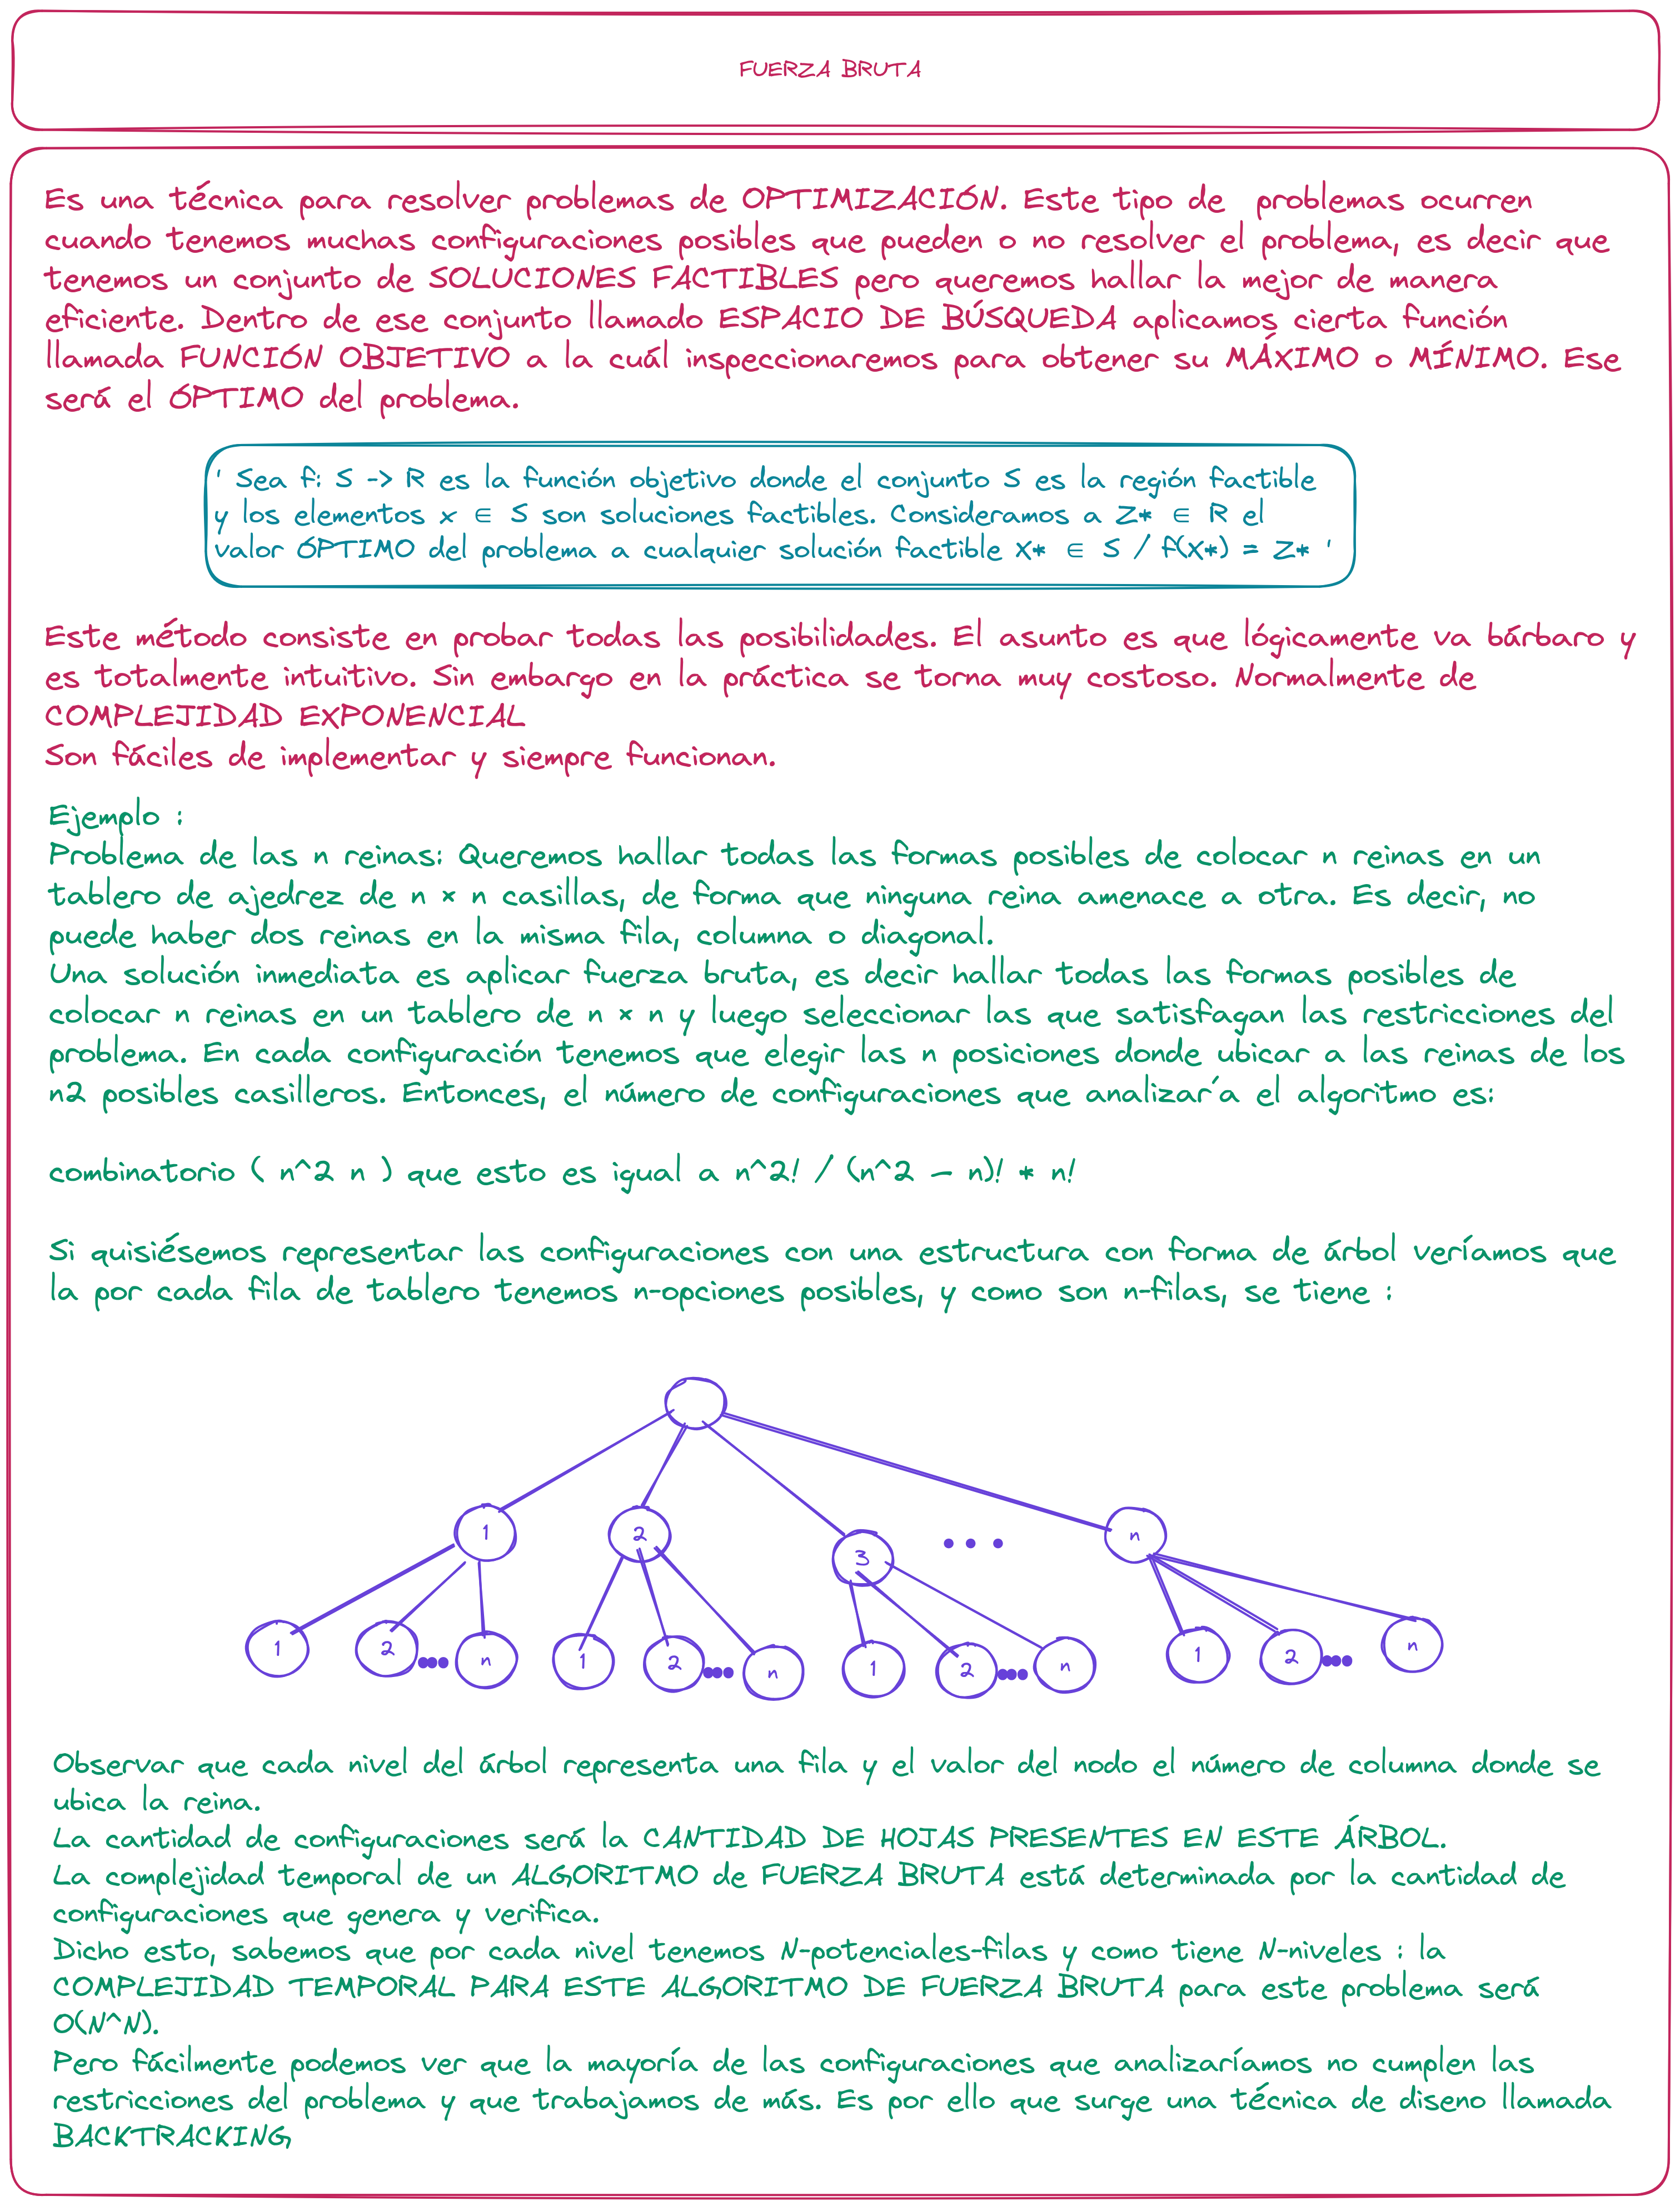 FUERZA BRUTA
Es una técnica para resolver problemas de OPTIMIZACIÓN. Este tipo de  problemas ocurren
cuando tenemos muchas configuraciones posibles que pueden o no resolver el problema, es decir que
tenemos un conjunto de SOLUCIONES FACTIBLES pero queremos hallar la mejor de manera
eficiente. Dentro de ese conjunto llamado ESPACIO DE BÚSQUEDA aplicamos cierta función
llamada FUNCIÓN OBJETIVO a la cuál inspeccionaremos para obtener su MÁXIMO o MÍNIMO. Ese
será el ÓPTIMO del problema.
' Sea f: S -> R es la función objetivo donde el conjunto S es la región factible
y los elementos x ∈ S son soluciones factibles. Consideramos a Z* ∈ R el
valor ÓPTIMO del problema a cualquier solución factible X* ∈ S / f(X*) = Z* '
Este método consiste en probar todas las posibilidades. El asunto es que lógicamente va bárbaro y
es totalmente intuitivo. Sin embargo en la práctica se torna muy costoso. Normalmente de
COMPLEJIDAD EXPONENCIAL
Son fáciles de implementar y siempre funcionan.
Ejemplo :
Problema de las n reinas: Queremos hallar todas las formas posibles de colocar n reinas en un
tablero de ajedrez de n × n casillas, de forma que ninguna reina amenace a otra. Es decir, no
puede haber dos reinas en la misma fila, columna o diagonal.
Una solución inmediata es aplicar fuerza bruta, es decir hallar todas las formas posibles de
colocar n reinas en un tablero de n × n y luego seleccionar las que satisfagan las restricciones del
problema. En cada configuración tenemos que elegir las n posiciones donde ubicar a las reinas de los
n2 posibles casilleros. Entonces, el número de configuraciones que analizar´a el algoritmo es:
combinatorio ( n^2 n ) que esto es igual a n^2! / (n^2 - n)! * n!
Si quisiésemos representar las configuraciones con una estructura con forma de árbol veríamos que
la por cada fila de tablero tenemos n-opciones posibles, y como son n-filas, se tiene :
1 2 3 n
1 2 n 1 2 n 1 2 n 1 2 n
Observar que cada nivel del árbol representa una fila y el valor del nodo el número de columna donde se
ubica la reina.
La cantidad de configuraciones será la CANTIDAD DE HOJAS PRESENTES EN ESTE ÁRBOL.
La complejidad temporal de un ALGORITMO de FUERZA BRUTA está determinada por la cantidad de
configuraciones que genera y verifica.
Dicho esto, sabemos que por cada nivel tenemos N-potenciales-filas y como tiene N-niveles : la
COMPLEJIDAD TEMPORAL PARA ESTE ALGORITMO DE FUERZA BRUTA para este problema será
O(N^N).
Pero fácilmente podemos ver que la mayoría de las configuraciones que analizaríamos no cumplen las
restricciones del problema y que trabajamos de más. Es por ello que surge una técnica de diseno llamada
BACKTRACKING